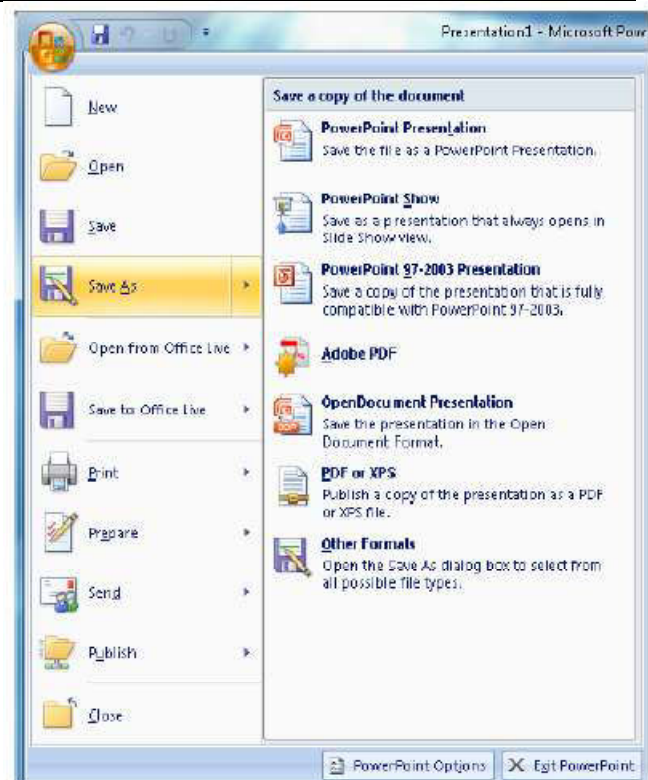 Presentation1 - Microsoft Pow
New
Open
Save
Save As
Open from Office Live
Save to Office Live
Print
Prepare
Send
Publish
Close
Save a copy of the document
PowerPoint Presentation
Save the file as a PowerPoint Presentation.
PowerPoint Show
Save as a presentation that always opens in
Slide Show view.
PowerPoint 97-2003 Presentation
Save a copy of the presentation that is fully
compatible with PowerPoint 97-2003.
Adobe PDF
OpenDocument Presentation
Save the presentation in the Open
Document Format.
PDF or XPS
Publish a copy of the presentation as a PDF
or XPS file.
Other Formats
Open the Save As dialog box to select from
all possible file types.
PowerPoint Options
Exit PowerPoint